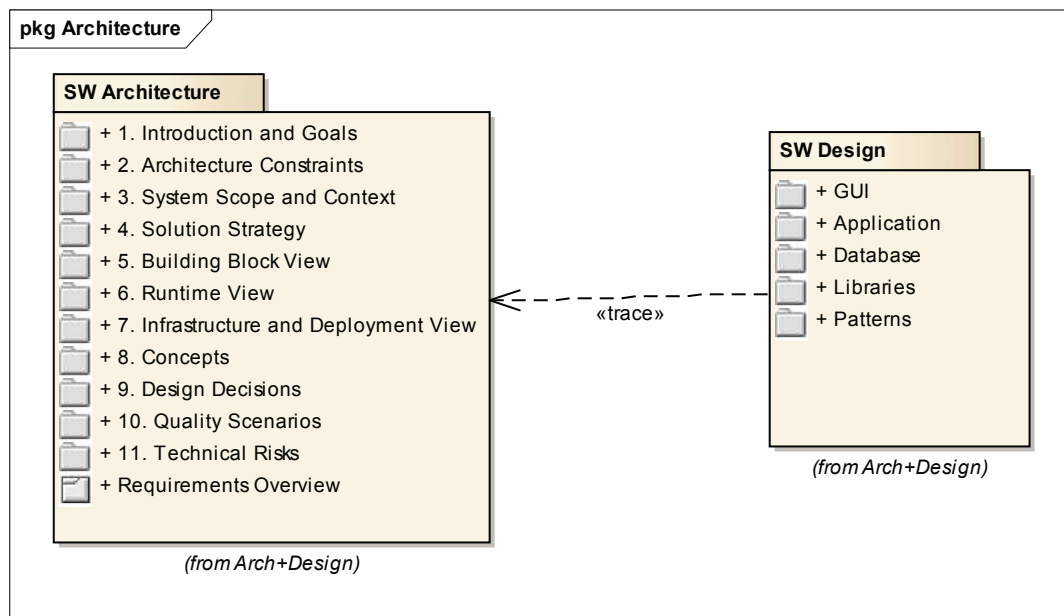 pkg Architecture
SW Architecture
+ 1. Introduction and Goals
+ 2. Architecture Constraints
+ 3. System Scope and Context
+ 4. Solution Strategy
+ 5. Building Block View
+ 6. Runtime View
+ 7. Infrastructure and Deployment View
+ 8. Concepts
+ 9. Design Decisions
+ 10. Quality Scenarios
+ 11. Technical Risks
+ Requirements Overview
(from Arch+Design)
«trace»
SW Design
+ GUI
+ Application
+ Database
+ Libraries
+ Patterns
(from Arch+Design)